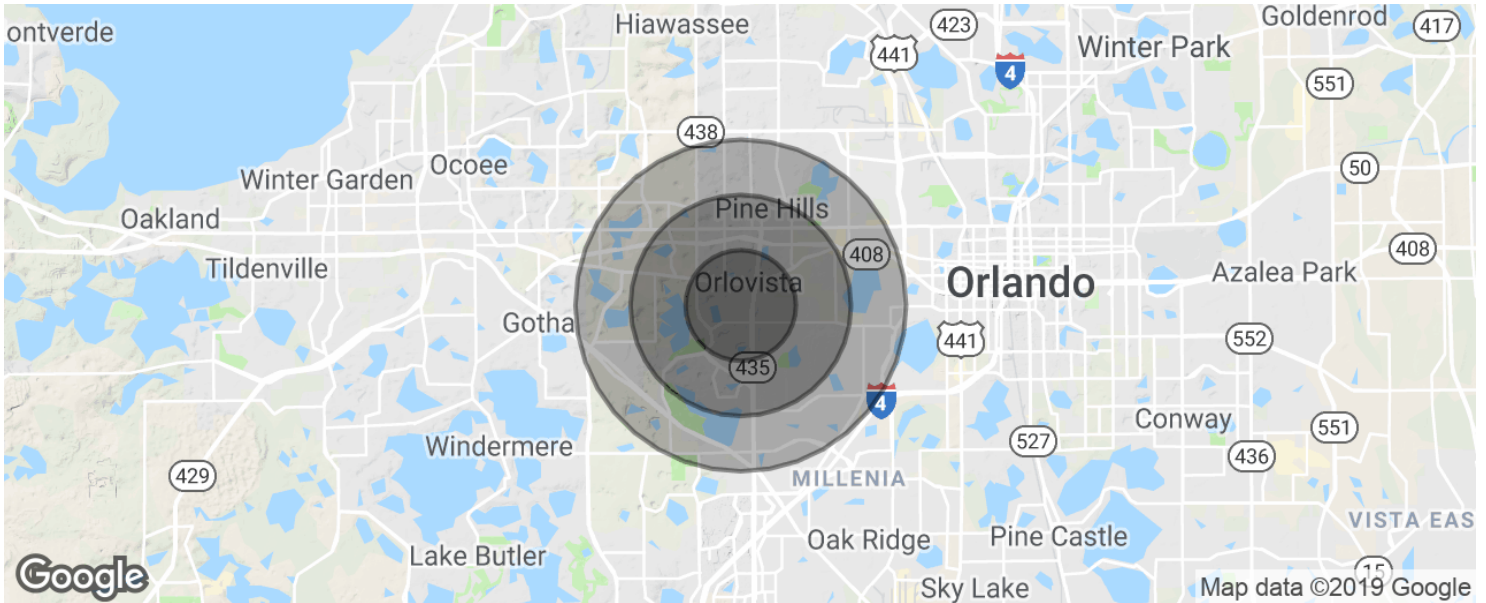 Hiawassee
423
Goldenrod
417
ontverde
441
Winter Park
4
551
438
Ocoee
50
Winter Garden
Pine Hills
Oakland
408
408
Tildenville
Orlovista
Orlando
Azalea Park
Gotha
441
552
435
4
Conway
551
Windermere
527
436
429
MILLENIA
VISTA EAS
Lake Butler
Oak Ridge
Pine Castle
15
Google
Sky Lake
Map data ©2019 Google